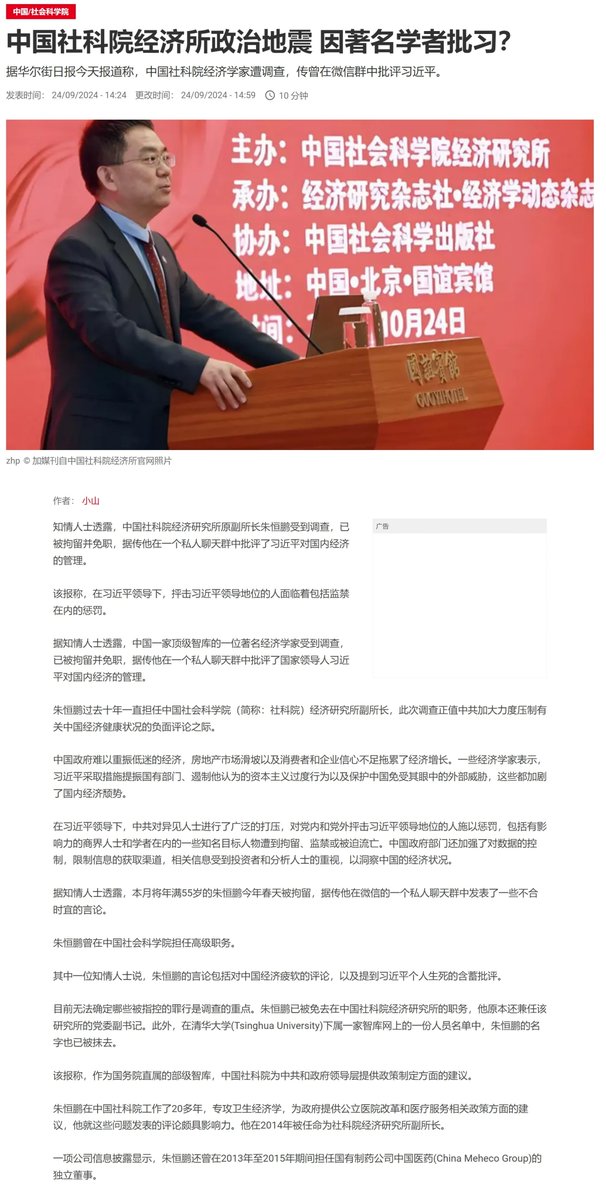 中国/社会科学院
中国社科院经济所政治地震 因著名学者批习？
据华尔街日报今天报道称，中国社科院经济学家遭调查，传曾在微信群中批评习近平。
发表时间： 24/09/2024 - 14:24 更改时间： 24/09/2024 - 14:59 10 分钟
主办：中国社会科学院经济研究所
承办：经济研究杂志社·经济学动态杂志
协办：中国社会科学出版社
地址：中国·北京·国谊宾馆
10月24日
國誼賓館
GUOYI HOTEL
zhp © 加媒刊自中国社科院经济所官网照片
作者： 小山
广告
知情人士透露，中国社科院经济研究所原副所长朱恒鹏受到调查，已
被拘留并免职，据传他在一个私人聊天群中批评了习近平对国内经济
的管理。
该报称，在习近平领导下，抨击习近平领导地位的人面临着包括监禁
在内的惩罚。
据知情人士透露，中国一家顶级智库的一位著名经济学家受到调查，
已被拘留并免职，据传他在一个私人聊天群中批评了国家领导人习近
平对国内经济的管理。
朱恒鹏过去十年一直担任中国社会科学院（简称：社科院）经济研究所副所长，此次调查正值中共加大力度压制有
关中国经济健康状况的负面评论之际。
中国政府难以重振低迷的经济，房地产市场滑坡以及消费者和企业信心不足拖累了经济增长。一些经济学家表示，
习近平采取措施提振国有部门、遏制他认为的资本主义过度行为以及保护中国免受其眼中的外部威胁，这些都加剧
了国内经济颓势。
在习近平领导下，中共对异见人士进行了广泛的打压，对党内和党外抨击习近平领导地位的人施以惩罚，包括有影
响力的商界人士和学者在内的一些知名目标人物遭到拘留、监禁或被迫流亡。中国政府部门还加强了对数据的控
制，限制信息的获取渠道，相关信息受到投资者和分析人士的重视，以洞察中国的经济状况。
据知情人士透露，本月将年满55岁的朱恒鹏今年春天被拘留，据传他在微信的一个私人聊天群中发表了一些不合
时宜的言论。
朱恒鹏曾在中国社会科学院担任高级职务。
其中一位知情人士说，朱恒鹏的言论包括对中国经济疲软的评论，以及提到习近平个人生死的含蓄批评。
目前无法确定哪些被指控的罪行是调查的重点。朱恒鹏已被免去在中国社科院经济研究所的职务，他原本还兼任该
研究所的党委副书记。此外，在清华大学(Tsinghua University)下属一家智库网上的一份人员名单中，朱恒鹏的名
字也已被抹去。
该报称，作为国务院直属的部级智库，中国社科院为中共和政府领导层提供政策制定方面的建议。
朱恒鹏在中国社科院工作了20多年，专攻卫生经济学，为政府提供公立医院改革和医疗服务相关政策方面的建
议，他就这些问题发表的评论颇具影响力。他在2014年被任命为社科院经济研究所副所长。
一项公司信息披露显示，朱恒鹏还曾在2013年至2015年期间担任国有制药公司中国医药(China Meheco Group)的
独立董事。